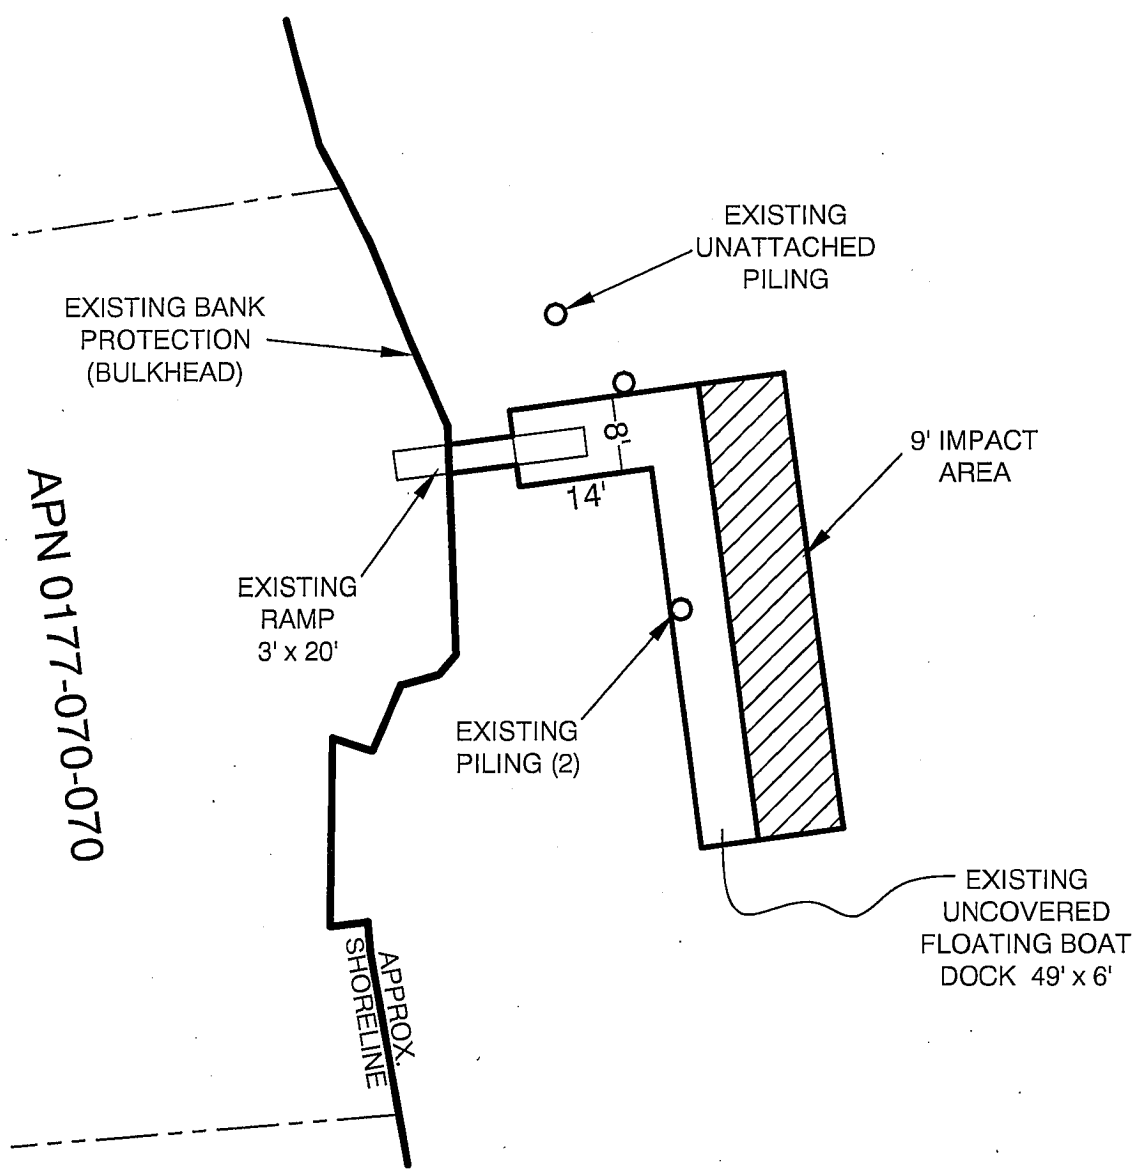 EXISTING
UNATTACHED
PILING
EXISTING BANK
PROTECTION
(BULKHEAD)
8'
14'
9' IMPACT
AREA
APN 0177-070-070
EXISTING
RAMP
3' x 20'
EXISTING
PILING (2)
EXISTING
UNCOVERED
FLOATING BOAT
DOCK 49' x 6'
APPROX.
SHORELINE